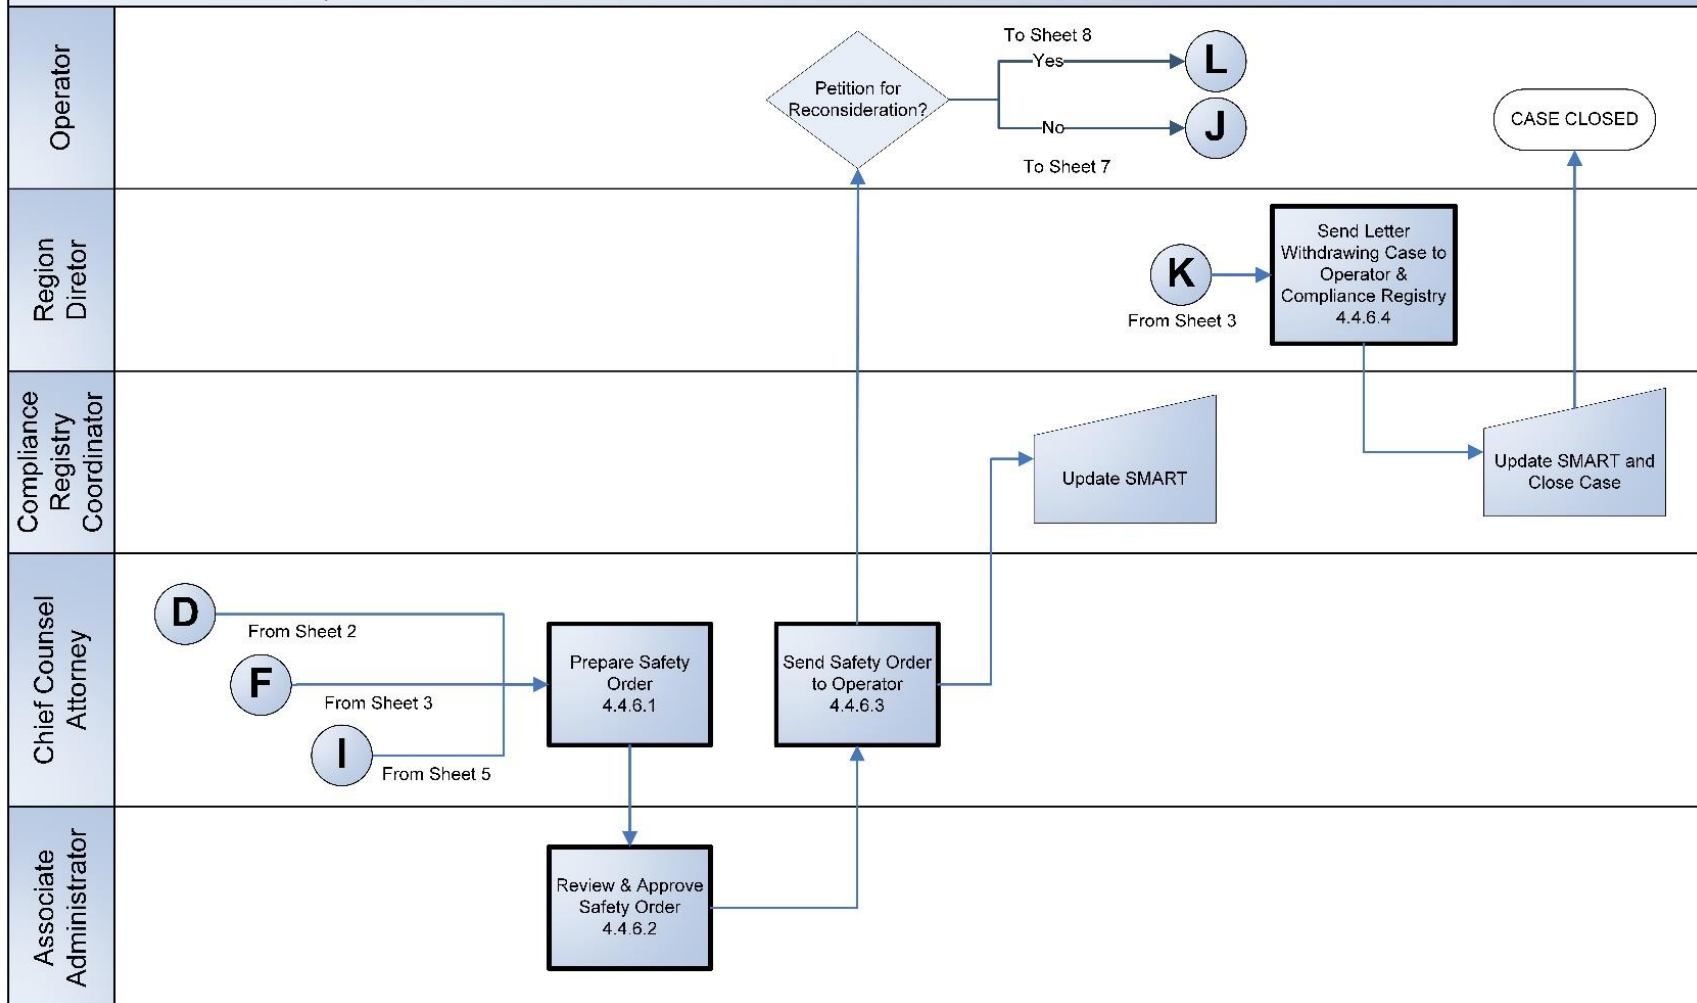 Operator
Petition for
Reconsideration?
To Sheet 8
Yes
L
No
J
To Sheet 7
CASE CLOSED
Region
Diretor
K
From Sheet 3
Send Letter
Withdrawing Case to
Operator &
Compliance Registry
4.4.6.4
Compliance
Registry
Coordinator
Update SMART
Update SMART and
Close Case
Chief Counsel
Attorney
D
From Sheet 2
F
From Sheet 3
I
From Sheet 5
Prepare Safety
Order
4.4.6.1
Send Safety Order
to Operator
4.4.6.3
Associate
Administrator
Review & Approve
Safety Order
4.4.6.2